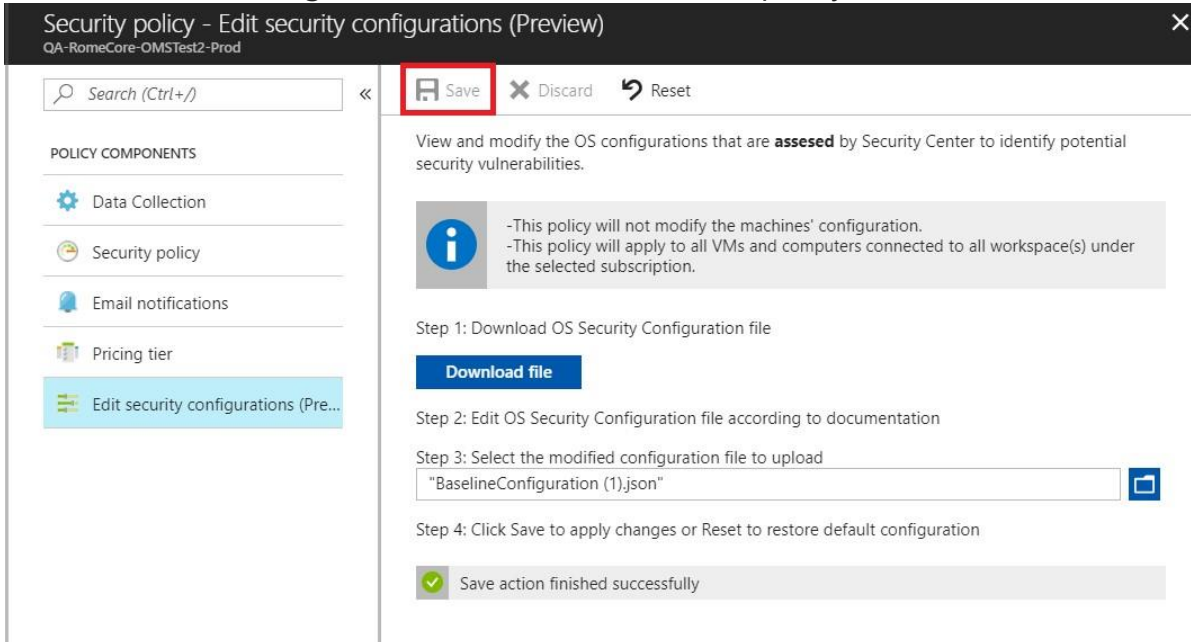 Security policy - Edit security configurations (Preview)
QA-RomeCore-OMSTest2-Prod
Search (Ctrl+/)
POLICY COMPONENTS
Data Collection
Security policy
Email notifications
Pricing tier
Edit security configurations (Pre...
Save Discard Reset
View and modify the OS configurations that are assesed by Security Center to identify potential
security vulnerabilities.
-This policy will not modify the machines' configuration.
-This policy will apply to all VMs and computers connected to all workspace(s) under
the selected subscription.
Step 1: Download OS Security Configuration file
Download file
Step 2: Edit OS Security Configuration file according to documentation
Step 3: Select the modified configuration file to upload
"BaselineConfiguration (1).json"
Step 4: Click Save to apply changes or Reset to restore default configuration
Save action finished successfully